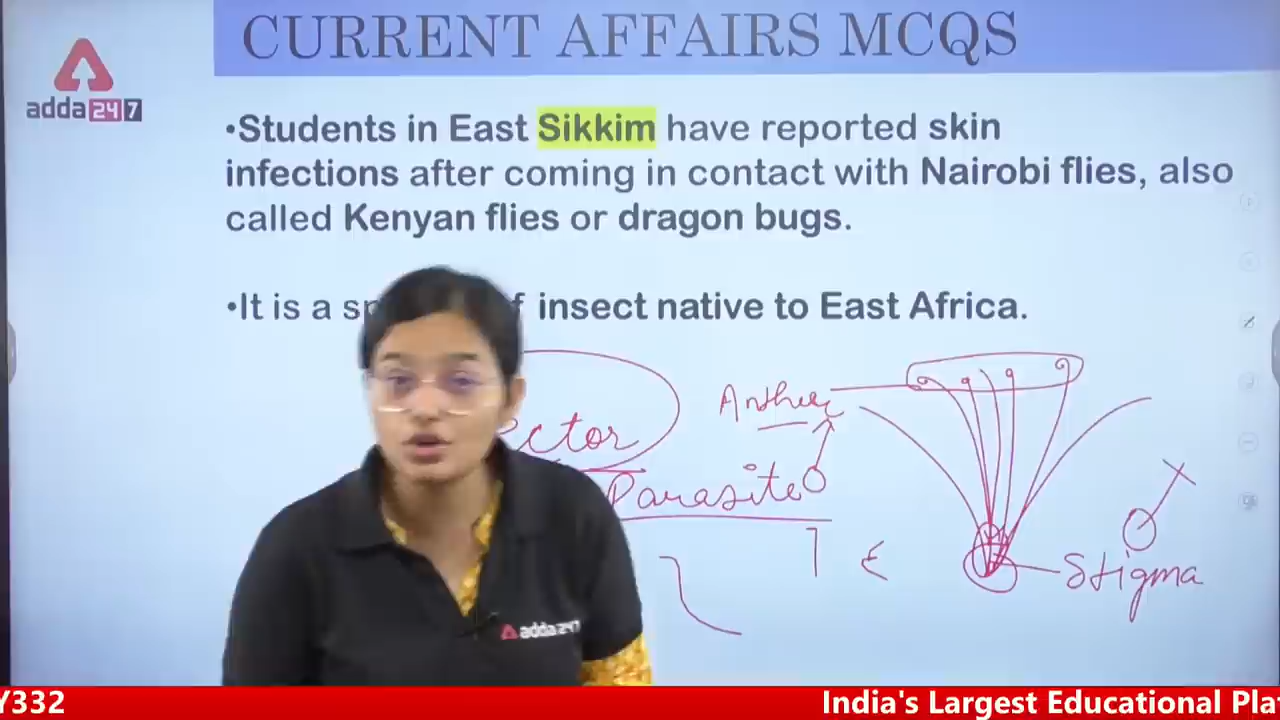 CURRENT AFFAIRS MCQS
adda 247
•Students in East Sikkim have reported skin
infections after coming in contact with Nairobi flies, also
called Kenyan flies or dragon bugs.
•It is a insect native to East Africa.
Anther
Parasite
Stigma
adda 247
Y332
India's Largest Educational